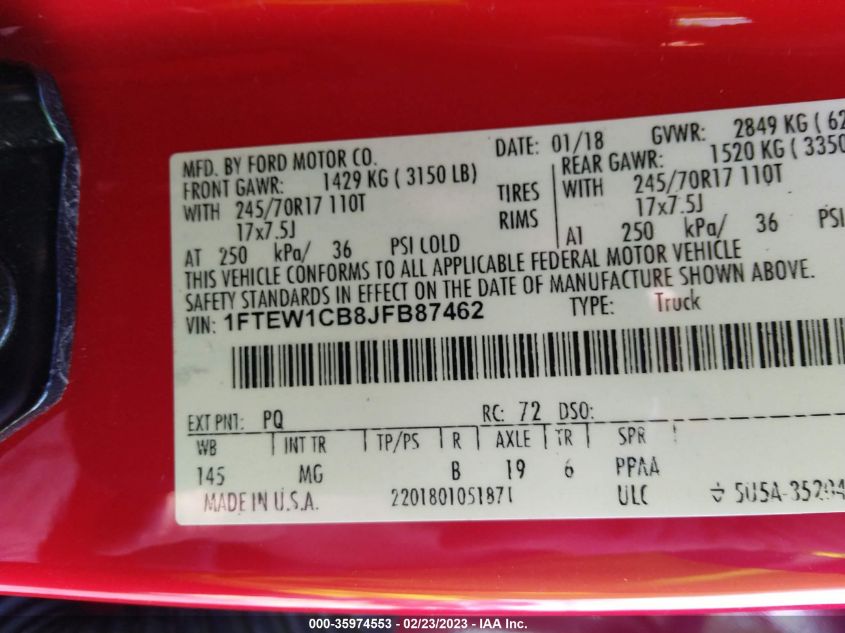 MFD. BY FORD MOTOR CO. DATE: 01/18 GVWR: 2849 KG ( 62
FRONT GAWR: 1429 KG ( 3150 LB) REAR GAWR: 1520 KG ( 3350
WITH 245/70R17 110T TIRES WITH 245/70R17 110T
17x7.5J RIMS 17x7.5J
AT 250 kPa/ 36 PSI COLD AT 250 kPa/ 36 PSI
THIS VEHICLE CONFORMS TO ALL APPLICABLE FEDERAL MOTOR VEHICLE
SAFETY STANDARDS IN EFFECT ON THE DATE OF MANUFACTURE SHOWN ABOVE.
VIN: 1FTEW1CB8JFB87462 TYPE: Truck
EXT PNT: PQ RC: 72 DSO:
WB INT TR TP/PS R AXLE TR SPR
145 MG B 19 6 PPAA
MADE IN U.S.A. 2201801051871 ULC 5U5A-35204
000-35974553 - 02/23/2023 - IAA Inc.